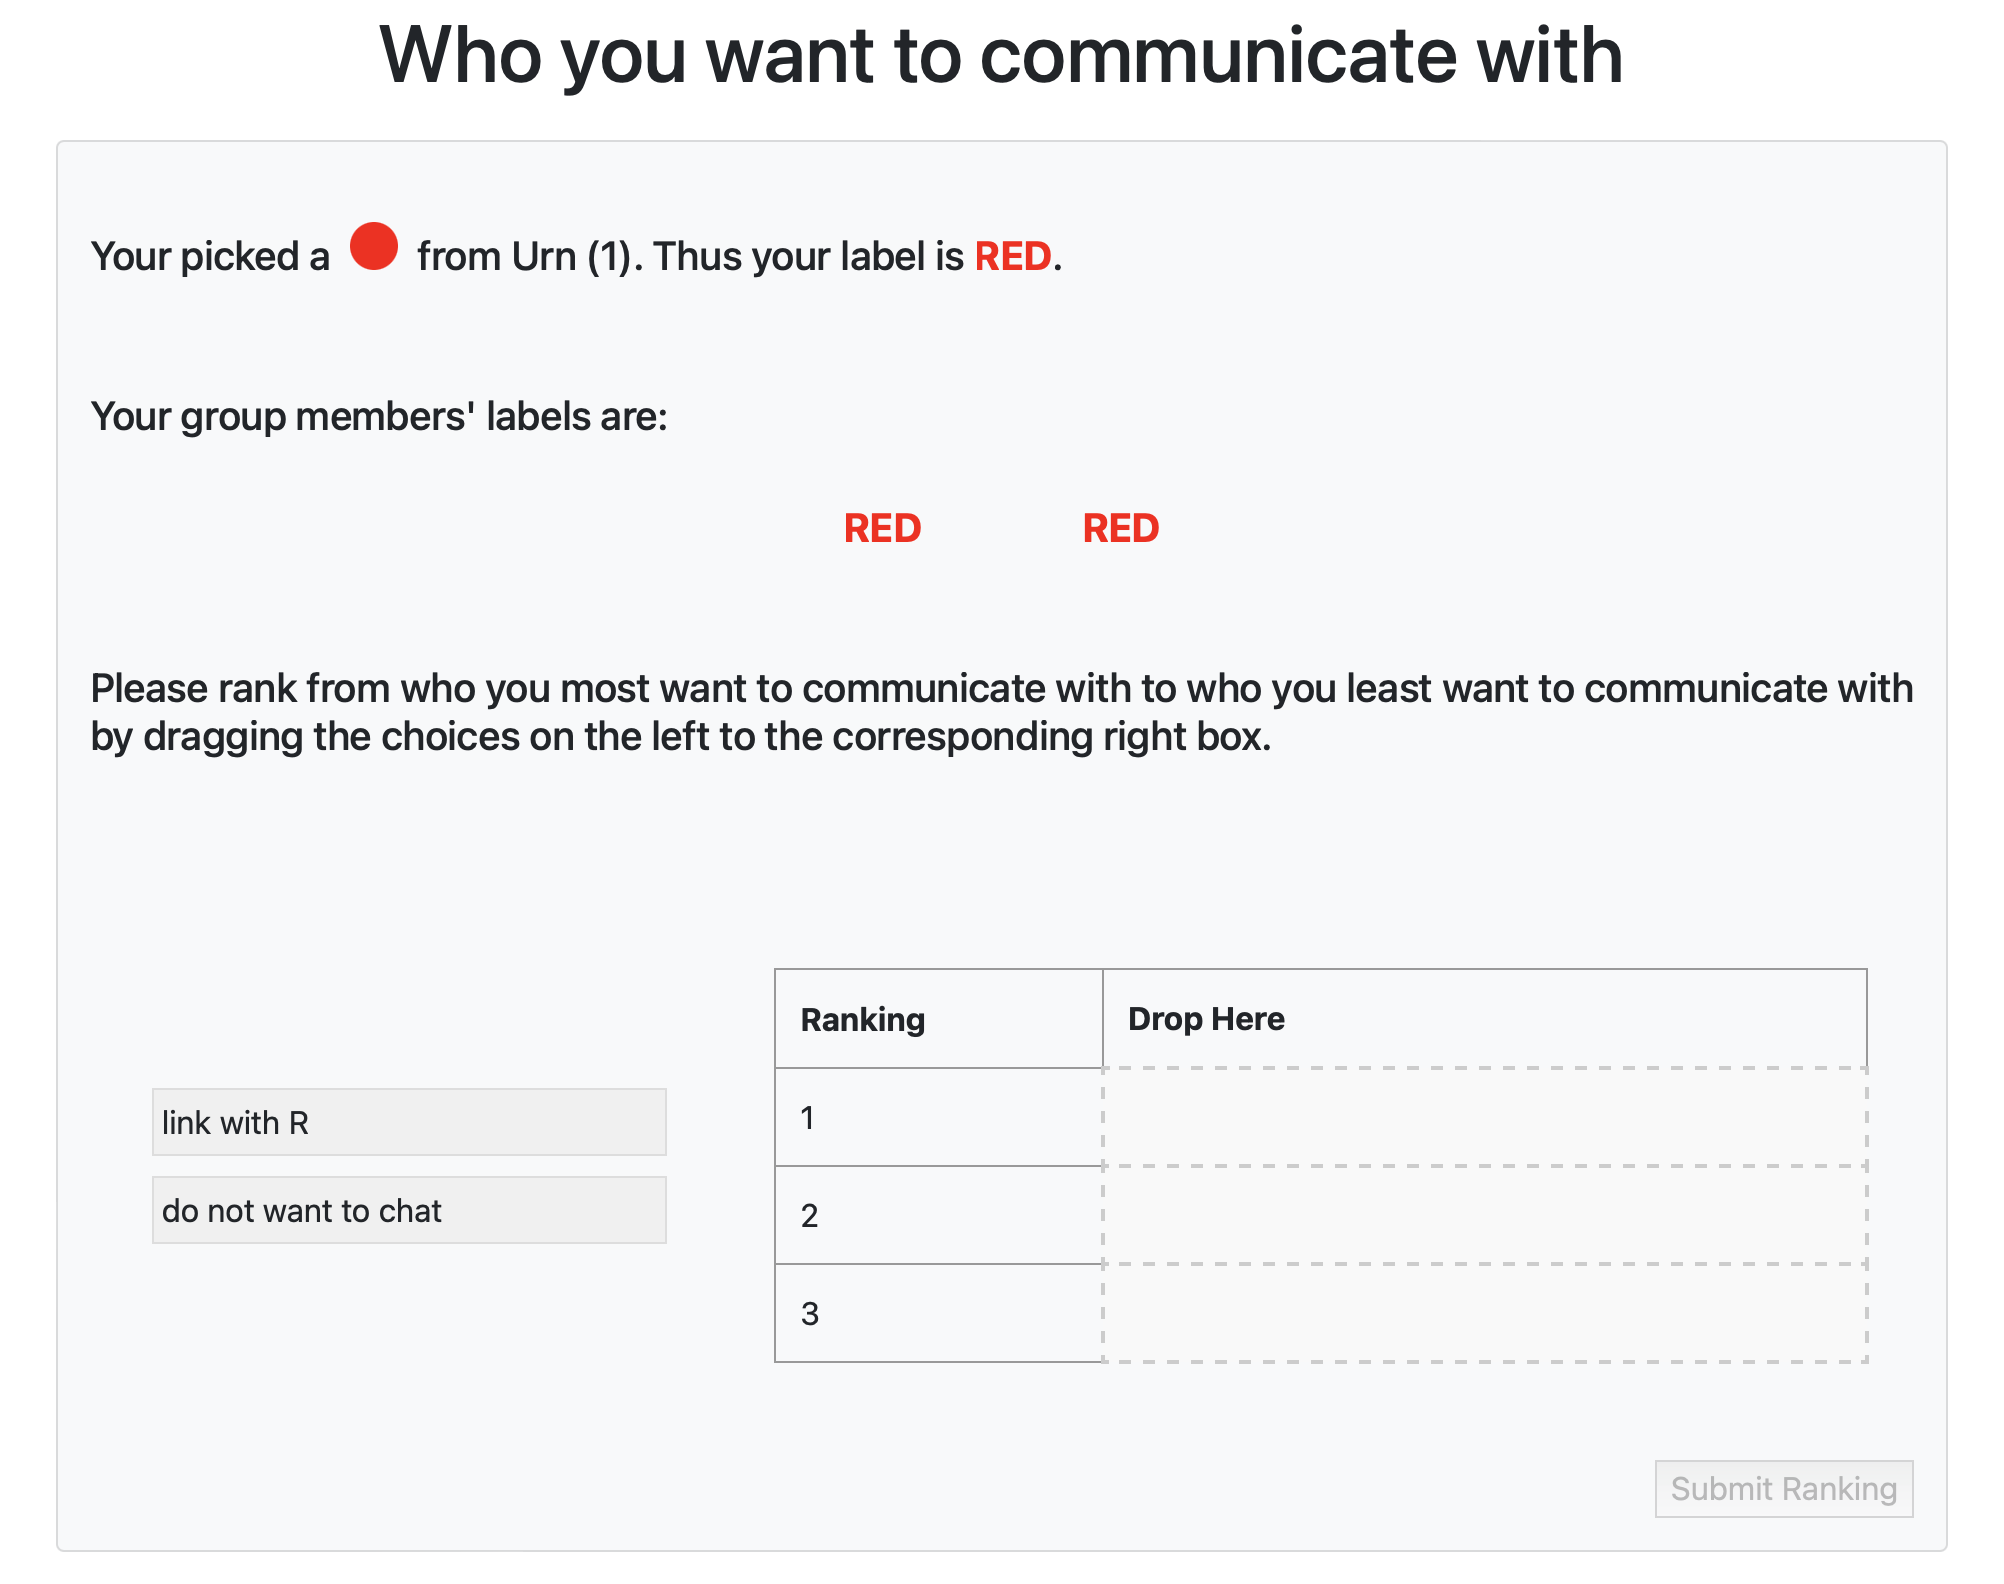 Who you want to communicate with
Your picked a from Urn (1). Thus your label is RED.
Your group members' labels are:
RED RED
Please rank from who you most want to communicate with to who you least want to communicate with
by dragging the choices on the left to the corresponding right box.
Ranking Drop Here
link with R
1
do not want to chat
2
3
Submit Ranking